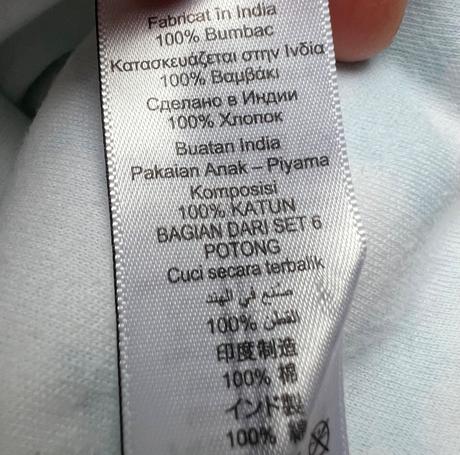 Fabricat în India
100% Bumbac
Κατασκευάζεται στην Ινδία
100% Βαμβάκι
Сделано в Индии
100% Хлопок
Buatan India
Pakaian Anak – Piyama
Komposisi
100% KATUN
BAGIAN DARI SET 6
POTONG
Cuci secara terbalik
صنع في الهند
100% القطن
印度制造
100% 棉
インド製
100% 綿